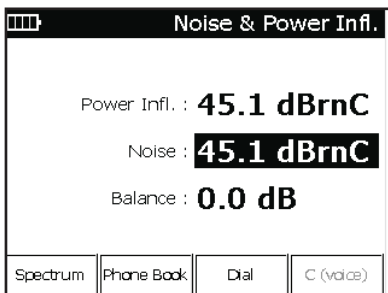 Noise & Power Infl.
Power Infl. : 45.1 dBrnC
Noise : 45.1 dBrnC
Balance : 0.0 dB
Spectrum Phone Book Dial C (voice)